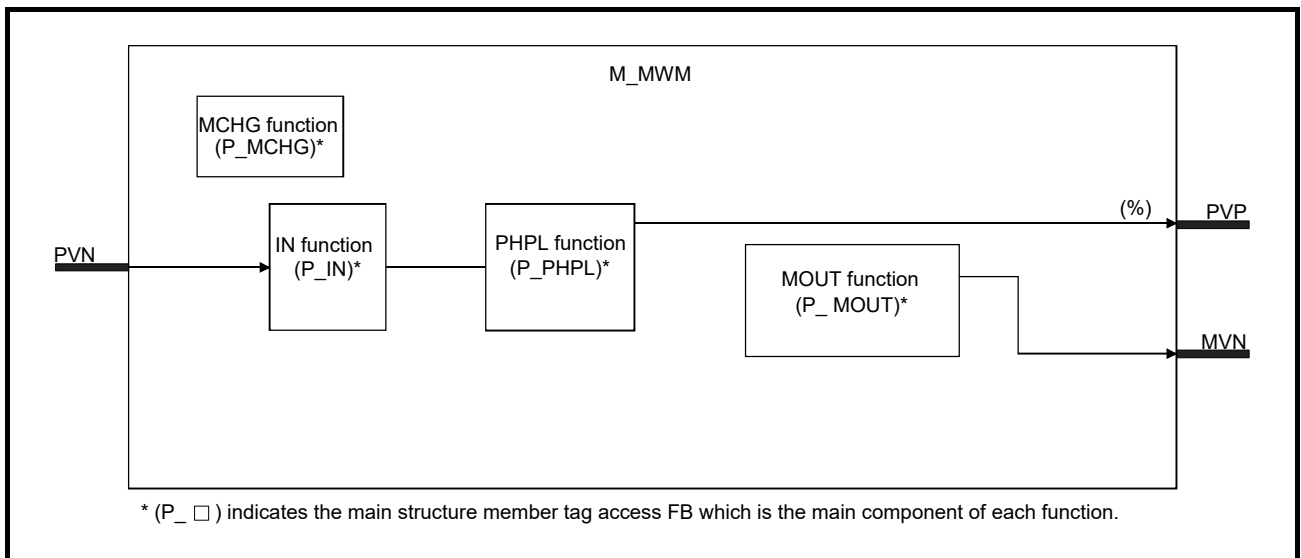 M_MWM
MCHG function
(P_MCHG)*
(%)
PVP
PVN
IN function
(P_IN)*
PHPL function
(P_PHPL)*
MOUT function
(P_ MOUT)*
MVN
* (P_ □ ) indicates the main structure member tag access FB which is the main component of each function.